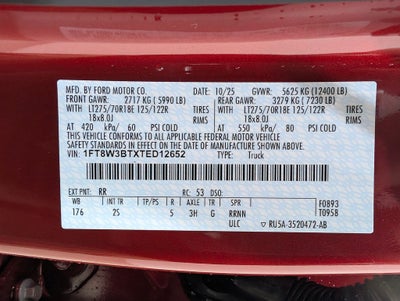 MFD. BY FORD MOTOR CO. 10/25 GVWR: 5625 KG (12400 LB)
FRONT GAWR: 2717 KG (5990 LB) REAR GAWR: 3279 KG (7230 LB)
WITH LT275/70R18E 125/122R TIRES WITH LT275/70R18E 125/122R TIRES
18x8.0J RIMS 18x8.0J RIMS
AT 420 kPa/ 60 PSI COLD AT 550 kPa/ 80 PSI COLD
THIS VEHICLE CONFORMS TO ALL APPLICABLE FEDERAL MOTOR VEHICLE
SAFETY STANDARDS IN EFFECT ON THE DATE OF MANUFACTURE SHOWN ABOVE.
VIN: 1FT8W3BTXTED12652 TYPE: Truck
EXT PNT: RR RC: 53 DSO: F0893
WB INT TR TP/PS R AXLE TR SPR T0958
176 25 5 3H G RRNN
ULC RU5A-3520472-AB